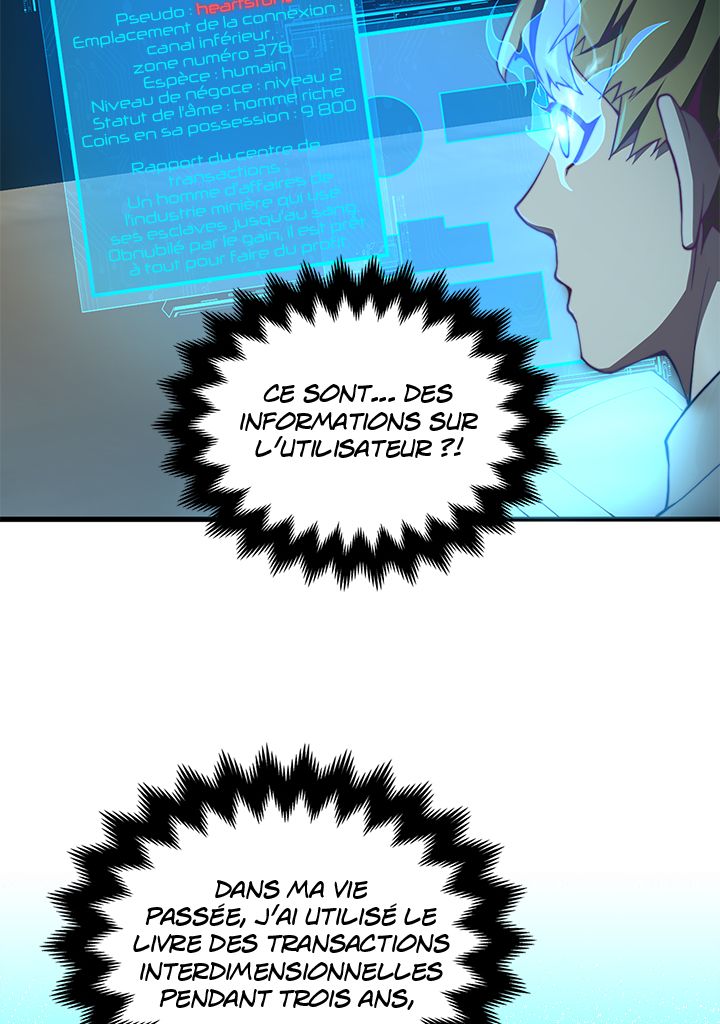 Pseudo : heartstone
Emplacement de la connexion :
canal inférieur,
zone numéro 376
Espèce : humain
Niveau de négoce : niveau 2
Statut de l'âme : homme riche
Coins en sa possession : 9 800
Rapport du centre de
transactions
Un homme d'affaires de
l'industrie minière qui use
ses esclaves jusqu'au sang.
Obnubilé par le gain, il est prêt
à tout pour faire du profit.
CE SONT... DES
INFORMATIONS SUR
L'UTILISATEUR ?!
DANS MA VIE
PASSÉE, J'AI UTILISÉ LE
LIVRE DES TRANSACTIONS
INTERDIMENSIONNELLES
PENDANT TROIS ANS,